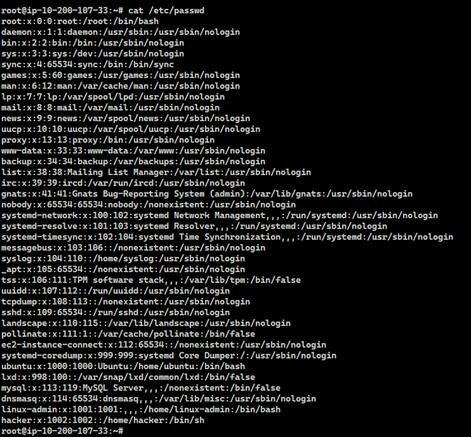 root@ip-10-200-107-33:~# cat /etc/passwd
root:x:0:0:root:/root:/bin/bash
daemon:x:1:1:daemon:/usr/sbin:/usr/sbin/nologin
bin:x:2:2:bin:/bin:/usr/sbin/nologin
sys:x:3:3:sys:/dev:/usr/sbin/nologin
sync:x:4:65534:sync:/bin:/bin/sync
games:x:5:60:games:/usr/games:/usr/sbin/nologin
man:x:6:12:man:/var/cache/man:/usr/sbin/nologin
lp:x:7:7:lp:/var/spool/lpd:/usr/sbin/nologin
mail:x:8:8:mail:/var/mail:/usr/sbin/nologin
news:x:9:9:news:/var/spool/news:/usr/sbin/nologin
uucp:x:10:10:uucp:/var/spool/uucp:/usr/sbin/nologin
proxy:x:13:13:proxy:/bin:/usr/sbin/nologin
www-data:x:33:33:www-data:/var/www:/usr/sbin/nologin
backup:x:34:34:backup:/var/backups:/usr/sbin/nologin
list:x:38:38:Mailing List Manager:/var/list:/usr/sbin/nologin
irc:x:39:39:ircd:/var/run/ircd:/usr/sbin/nologin
gnats:x:41:41:Gnats Bug-Reporting System (admin):/var/lib/gnats:/usr/sbin/nologin
nobody:x:65534:65534:nobody:/nonexistent:/usr/sbin/nologin
systemd-network:x:100:102:systemd Network Management,,,:/run/systemd:/usr/sbin/nologin
systemd-resolve:x:101:103:systemd Resolver,,,:/run/systemd:/usr/sbin/nologin
systemd-timesync:x:102:104:systemd Time Synchronization,,,:/run/systemd:/usr/sbin/nologin
messagebus:x:103:106::/nonexistent:/usr/sbin/nologin
syslog:x:104:110::/home/syslog:/usr/sbin/nologin
_apt:x:105:65534::/nonexistent:/usr/sbin/nologin
tss:x:106:111:TPM software stack,,,:/var/lib/tpm:/bin/false
uuidd:x:107:112::/run/uuidd:/usr/sbin/nologin
tcpdump:x:108:113::/nonexistent:/usr/sbin/nologin
sshd:x:109:65534::/run/sshd:/usr/sbin/nologin
landscape:x:110:115::/var/lib/landscape:/usr/sbin/nologin
pollinate:x:111:1::/var/cache/pollinate:/bin/false
ec2-instance-connect:x:112:65534::/nonexistent:/usr/sbin/nologin
systemd-coredump:x:999:999:systemd Core Dumper:/:/usr/sbin/nologin
ubuntu:x:1000:1000:Ubuntu:/home/ubuntu:/bin/bash
lxd:x:998:100::/var/snap/lxd/common/lxd:/bin/false
mysql:x:113:119:MySQL Server,,,:/nonexistent:/bin/false
dnsmasq:x:114:65534:dnsmasq,,,:/var/lib/misc:/usr/sbin/nologin
linux-admin:x:1001:1001:,,,:/home/linux-admin:/bin/bash
hacker:x:1002:1002::/home/hacker:/bin/sh
root@ip-10-200-107-33:~#